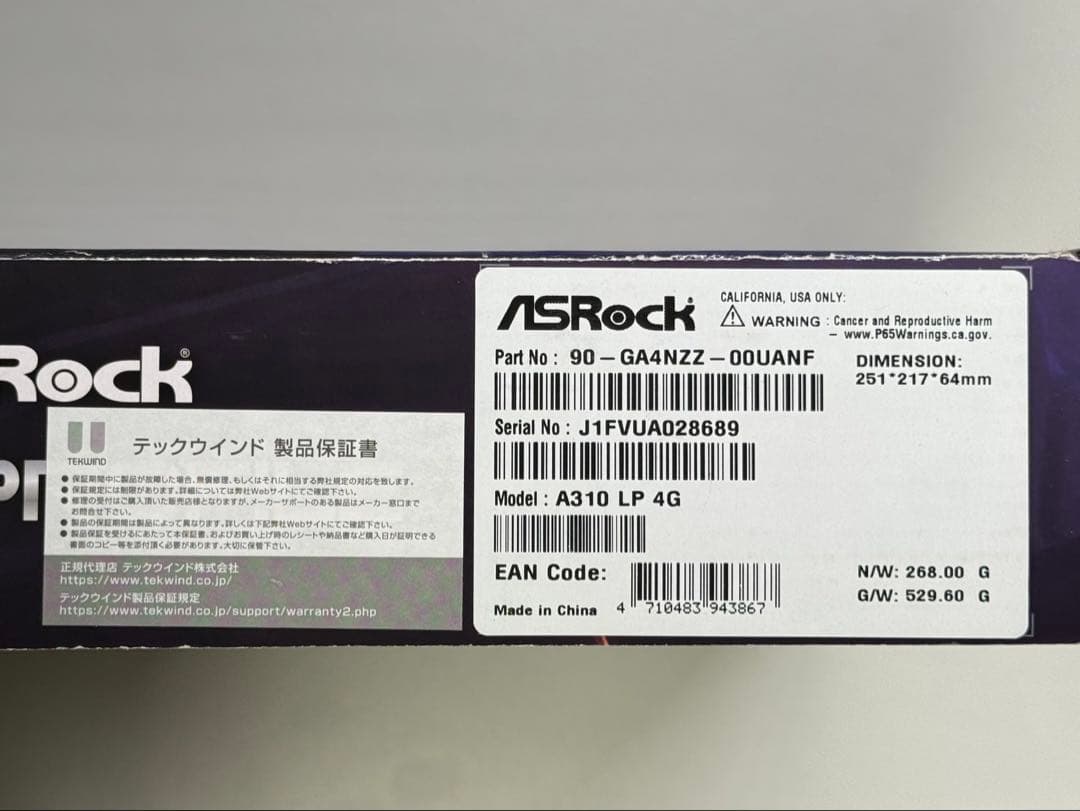 Rock®
TEKWIND
テックウインド 製品保証書
● 保証期間中に製品が故障した場合、無償修理、もしくはそれに相当する弊社規定の対応を致します。
● 保証規定には制限があります。詳細については弊社Webサイトにてご確認下さい。
● 修理の受付はご購入頂いた販売店様となりますが、メーカーサポートのある製品はメーカー窓口まで
お問合せ下さい。
● 製品の保証期間は製品によって異なります。詳しくは下記弊社Webサイトにてご確認下さい。
● 製品保証を受けるにあたって本保証書、およびお買い上げ時のレシートや納品書など購入日が証明できる
書面のコピー等を添付頂く必要があります。大切に保管下さい。
正規代理店 テックウインド株式会社
https://www.tekwind.co.jp/
テックウインド製品保証規定
https://www.tekwind.co.jp/support/warranty2.php
ASRock
CALIFORNIA, USA ONLY:
WARNING : Cancer and Reproductive Harm
– www.P65Warnings.ca.gov.
Part No : 90-GA4NZZ-00UANF
DIMENSION:
251*217*64mm
Serial No : J1FVUA028689
Model : A310 LP 4G
EAN Code:
4 710483 943867
Made in China
N/W: 268.00 G
G/W: 529.60 G